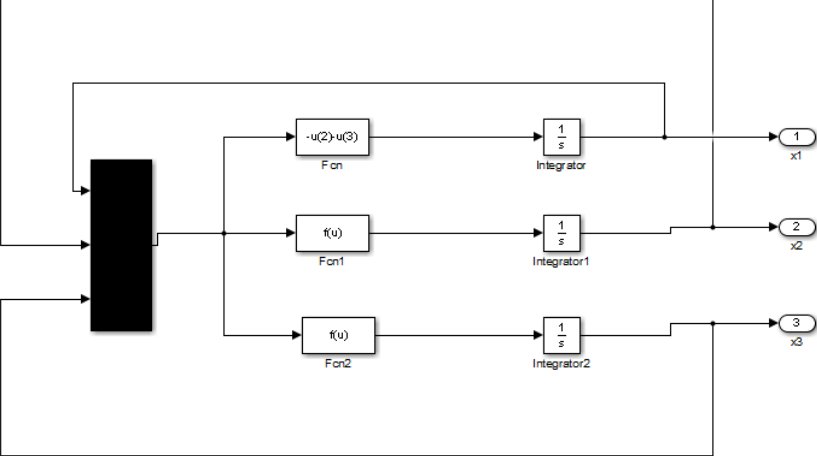 -u(2)-u(3)
Fcn
1
s
Integrator
1
x1
f(u)
Fcn1
1
s
Integrator1
2
x2
f(u)
Fcn2
1
s
Integrator2
3
x3